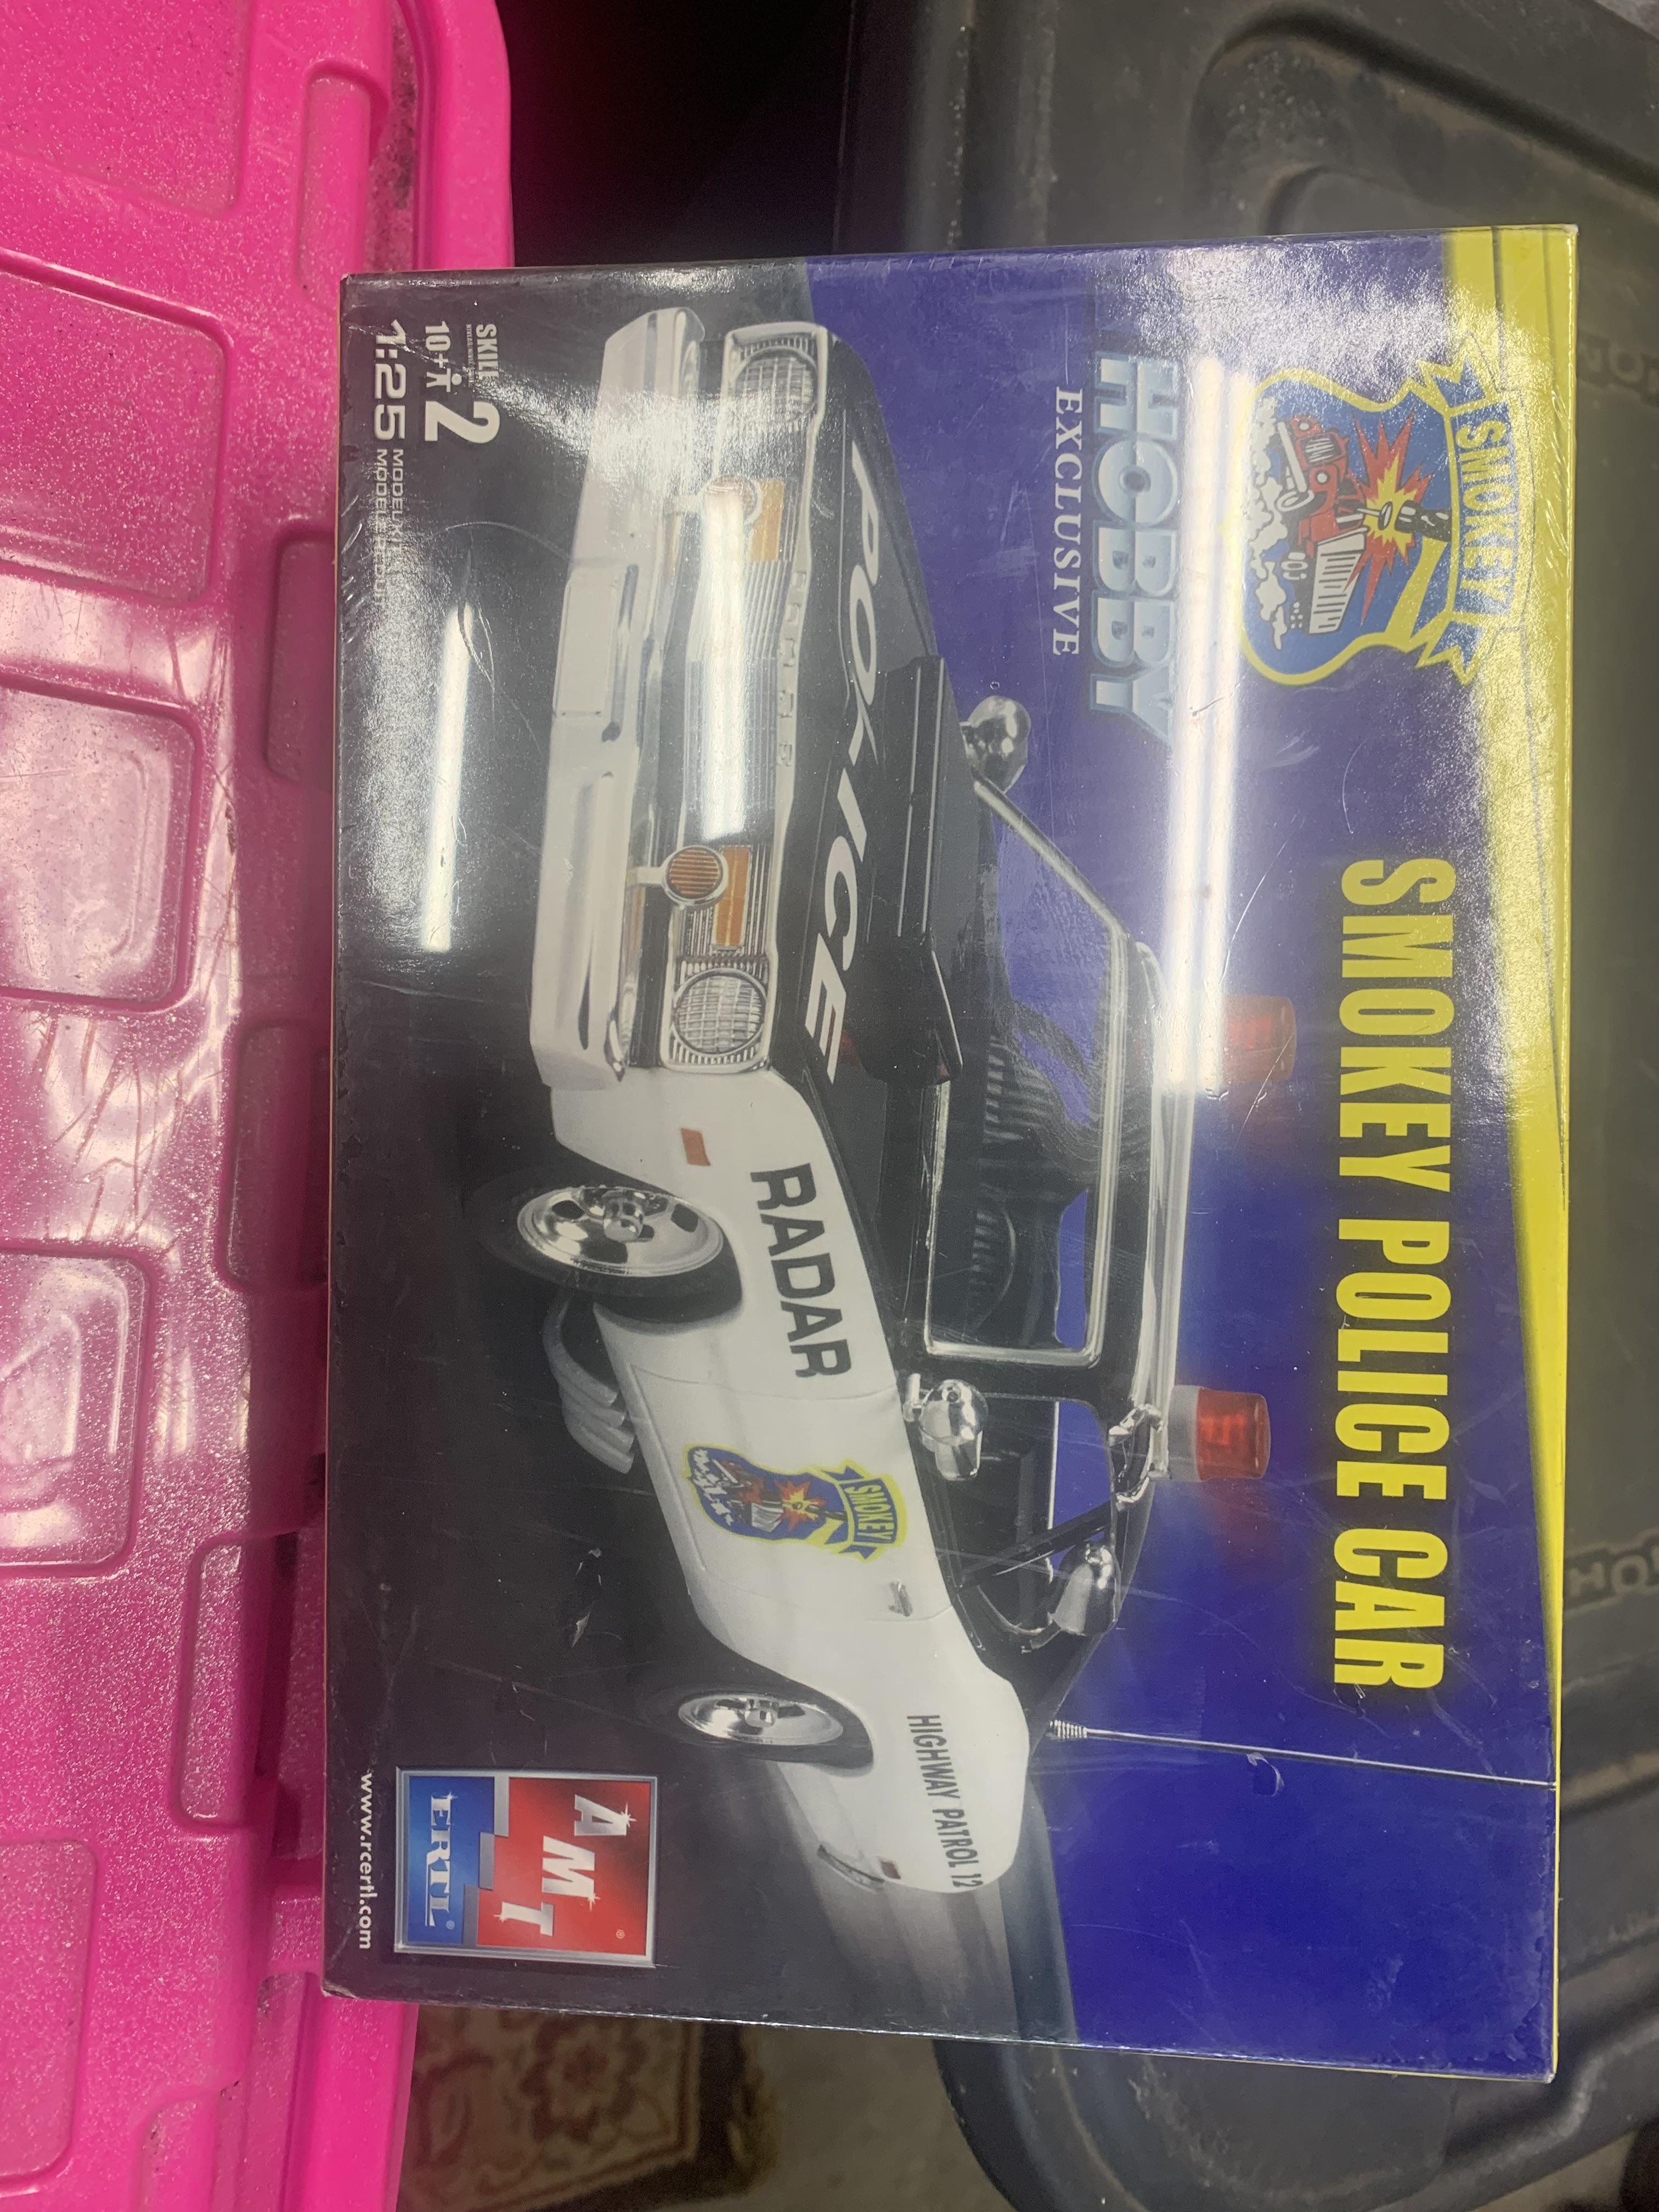 SMOKEY
SMOKEY POLICE CAR
HOBBY
EXCLUSIVE
POLICE
RADAR
SMOKEY
HIGHWAY PATROL 12
SKILL 2
10+
1:25
AMT
ERTL®
www.rcertl.com